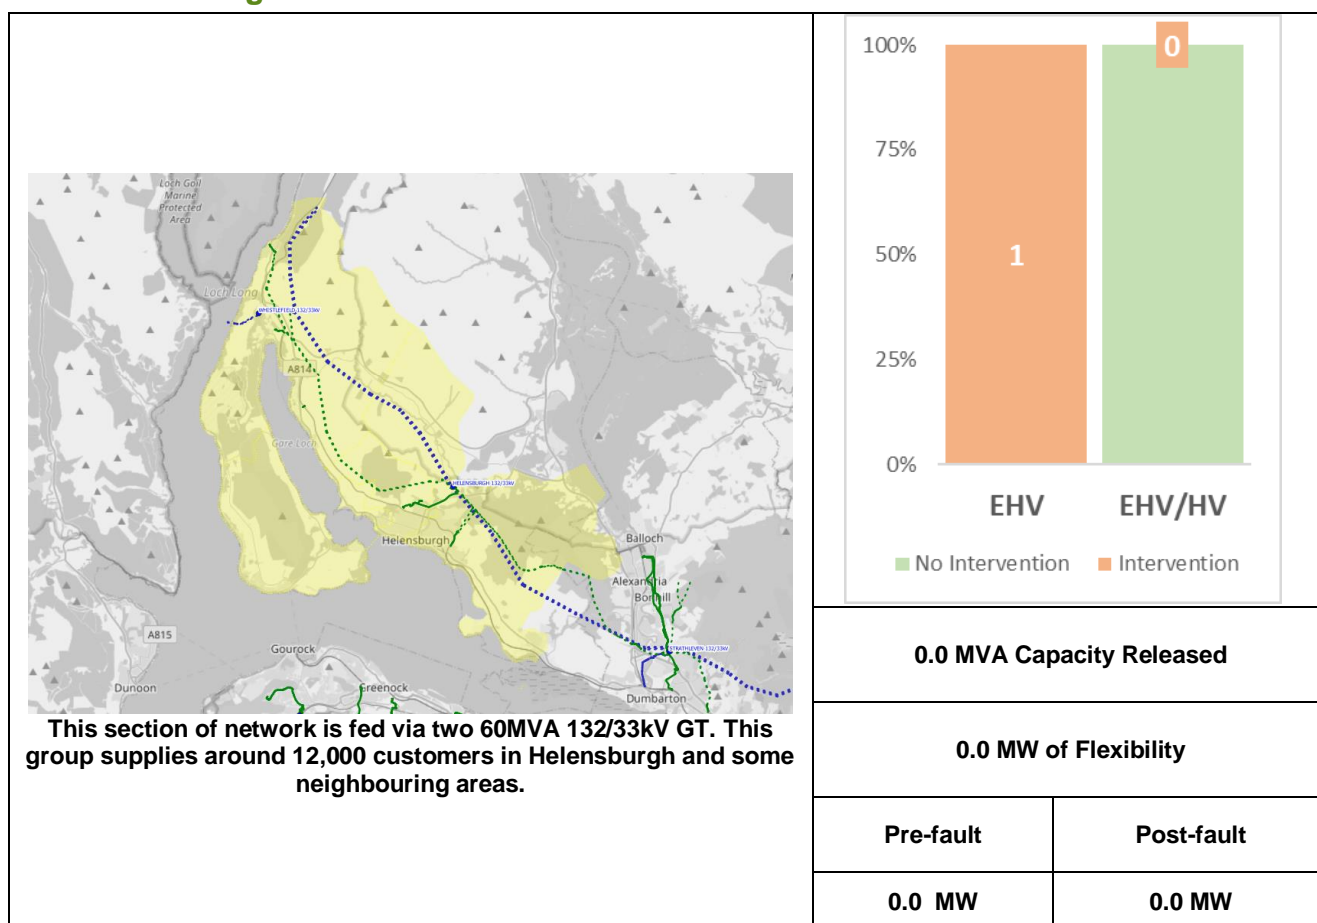 Loch Goil
Marine
Protected
Area
Loch Long
WHISTLEFIELD 132/33kV
A814
Gare Loch
HELENSBURGH 132/33kV
Helensburgh
Balloch
Alexandria
Bonhill
A815
Gourock
STRATHLEVEN 132/33kV
Dunoon
Greenock
Dumbarton
This section of network is fed via two 60MVA 132/33kV GT. This
group supplies around 12,000 customers in Helensburgh and some
neighbouring areas.
100%
0
75%
50%
1
25%
0%
EHV EHV/HV
No Intervention Intervention
0.0 MVA Capacity Released
0.0 MW of Flexibility
Pre-fault Post-fault
0.0 MW 0.0 MW